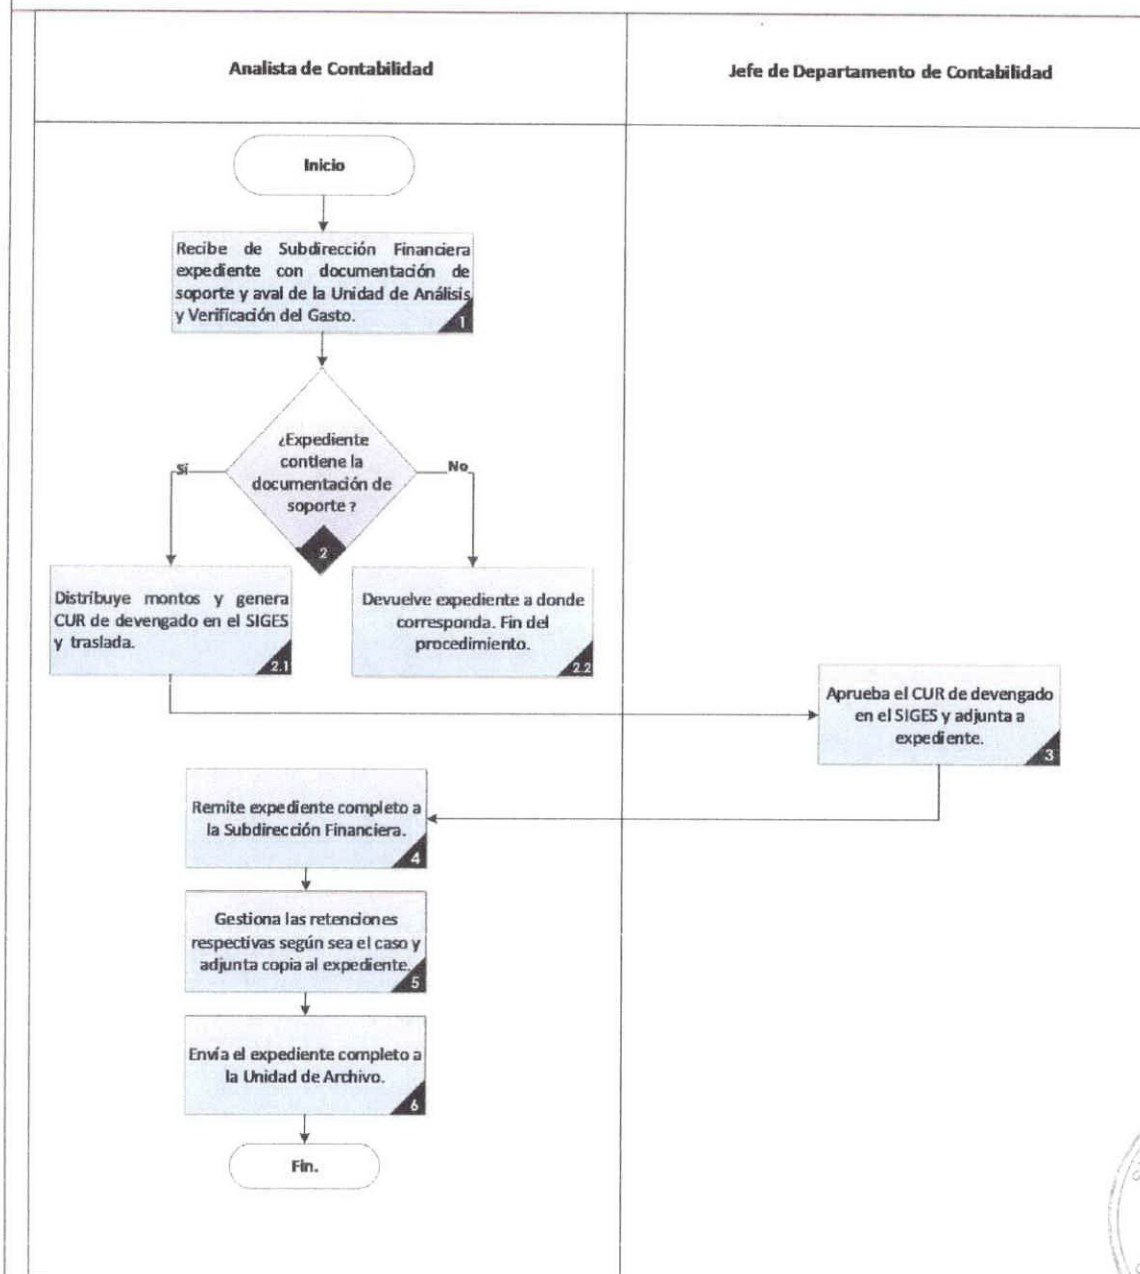 Analista de Contabilidad
Jefe de Departamento de Contabilidad
Inicio
Recibe de Subdirección Financiera
expediente con documentación de
soporte y aval de la Unidad de Análisis
y Verificación del Gasto.
1
¿Expediente
contiene la
documentación de
soporte ?
2
Sí
No
Distribuye montos y genera
CUR de devengado en el SIGES
y traslada.
2.1
Devuelve expediente a donde
corresponda. Fin del
procedimiento.
2.2
Aprueba el CUR de devengado
en el SIGES y adjunta a
expediente.
3
Remite expediente completo a
la Subdirección Financiera.
4
Gestiona las retenciones
respectivas según sea el caso y
adjunta copia al expediente.
5
Envía el expediente completo a
la Unidad de Archivo.
6
Fin.